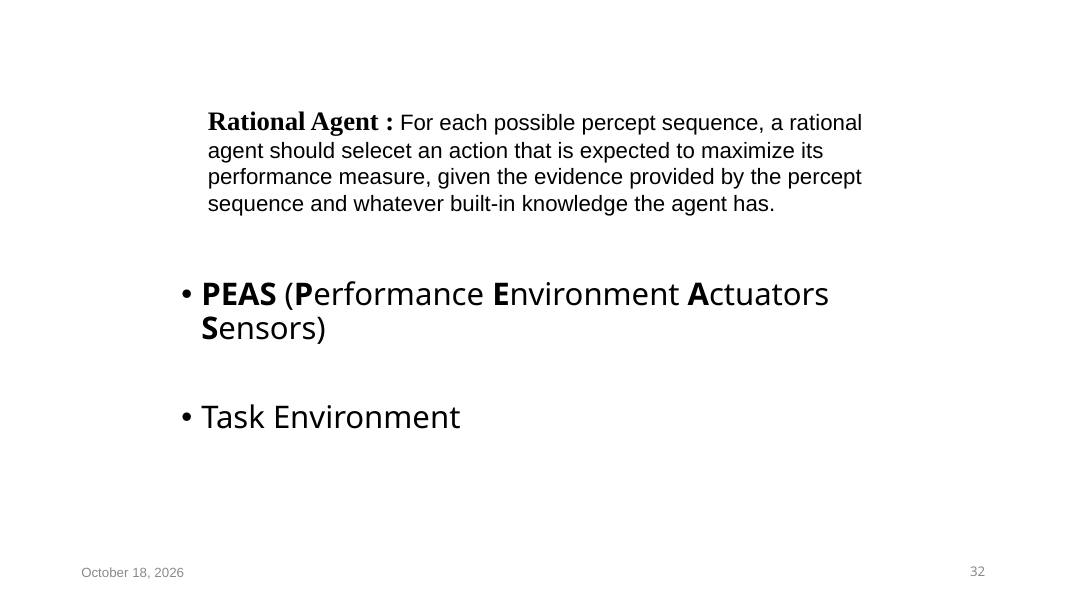 Rational Agent : For each possible percept sequence, a rational
agent should selecet an action that is expected to maximize its
performance measure, given the evidence provided by the percept
sequence and whatever built-in knowledge the agent has.
• PEAS (Performance Environment Actuators
Sensors)
• Task Environment
October 18, 2026
32